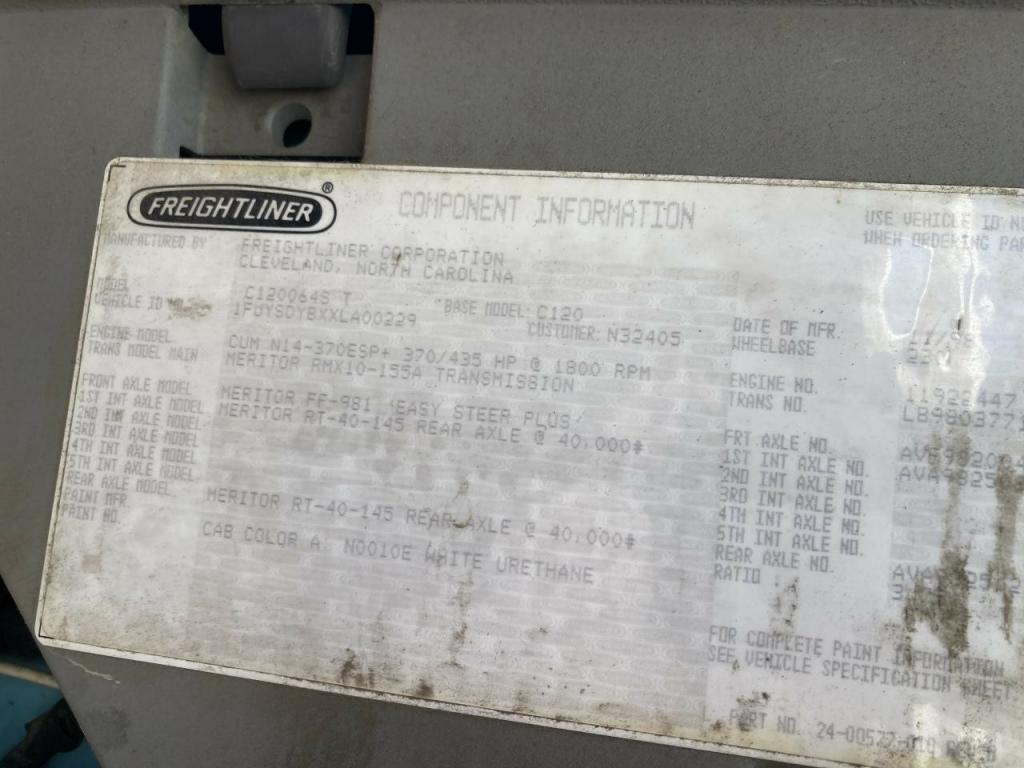 FREIGHTLINER ®
COMPONENT INFORMATION
USE VEHICLE ID
WHEN ORDERING
MANUFACTURED BY FREIGHTLINER CORPORATION
CLEVELAND, NORTH CAROLINA
MODEL C120064S T BASE MODEL: C120
VEHICLE ID 1FUYSDYBXXLA00229 CUSTOMER: N32405
DATE OF MFR.
WHEELBASE
ENGINE MODEL CUM N14-370ESP+ 370/435 HP @ 1800 RPM
TRANS MODEL MAIN MERITOR RMX10-155A TRANSMISSION
ENGINE NO.
TRANS NO. LB9803771
FRONT AXLE MODEL MERITOR FF-981 (EASY STEER PLUS)
1ST INT AXLE MODEL MERITOR RT-40-145 REAR AXLE @ 40,000#
2ND INT AXLE MODEL
3RD INT AXLE MODEL
4TH INT AXLE MODEL
5TH INT AXLE MODEL
REAR AXLE MODEL MERITOR RT-40-145 REAR AXLE @ 40,000#
PAINT MFR
PAINT NO. CAB COLOR A: N0010E WHITE URETHANE
FRT AXLE NO.
1ST INT AXLE NO.
2ND INT AXLE NO.
3RD INT AXLE NO.
4TH INT AXLE NO.
5TH INT AXLE NO.
REAR AXLE NO.
RATIO
FOR COMPLETE PAINT INFORMATION
SEE VEHICLE SPECIFICATION SHEET
PART NO. 24-00577-010